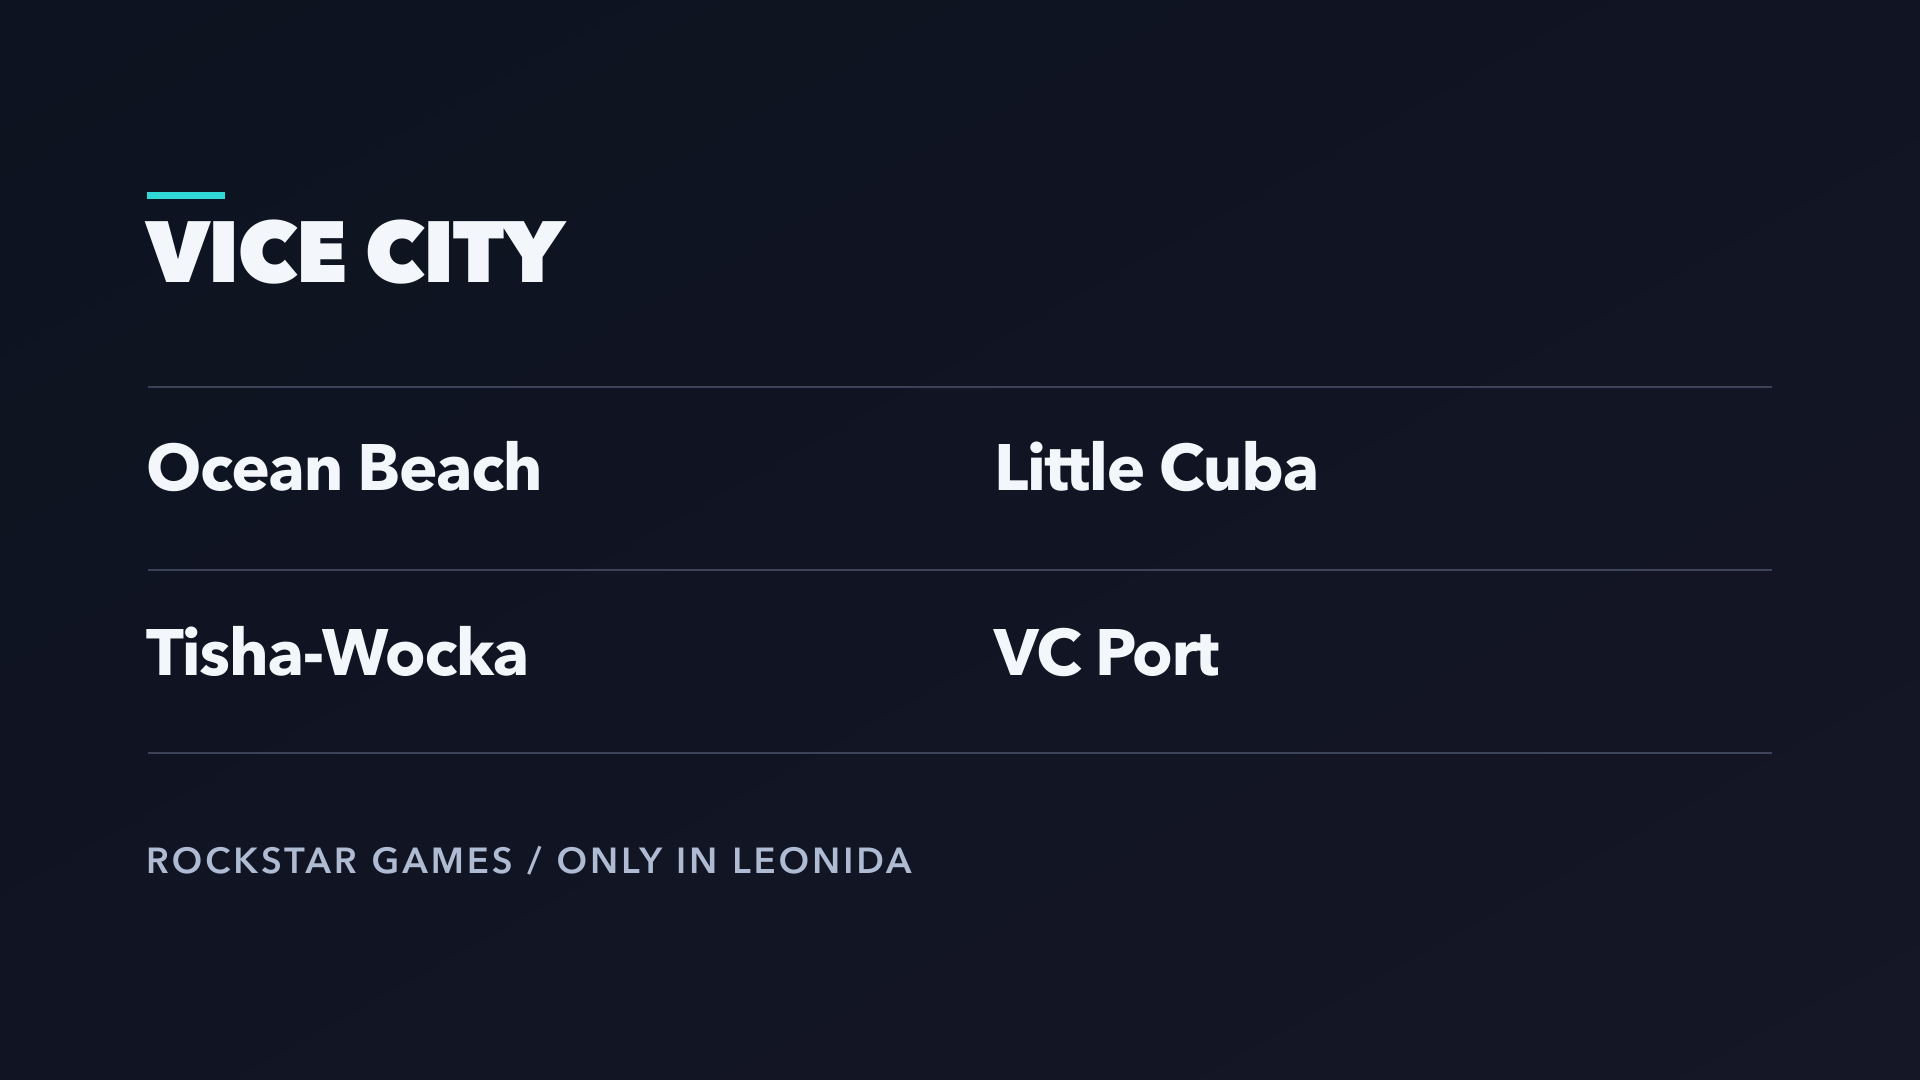 VICE CITY
Ocean Beach
Little Cuba
Tisha-Wocka
VC Port
ROCKSTAR GAMES / ONLY IN LEONIDA